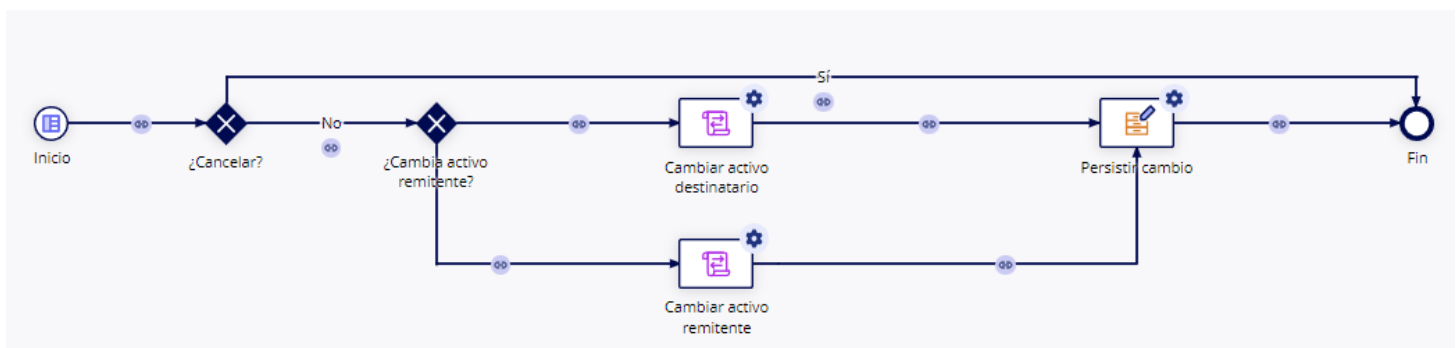 Sí
No
Inicio
¿Cancelar?
¿Cambia activo
remitente?
Cambiar activo
destinatario
Persistir cambio
Fin
Cambiar activo
remitente